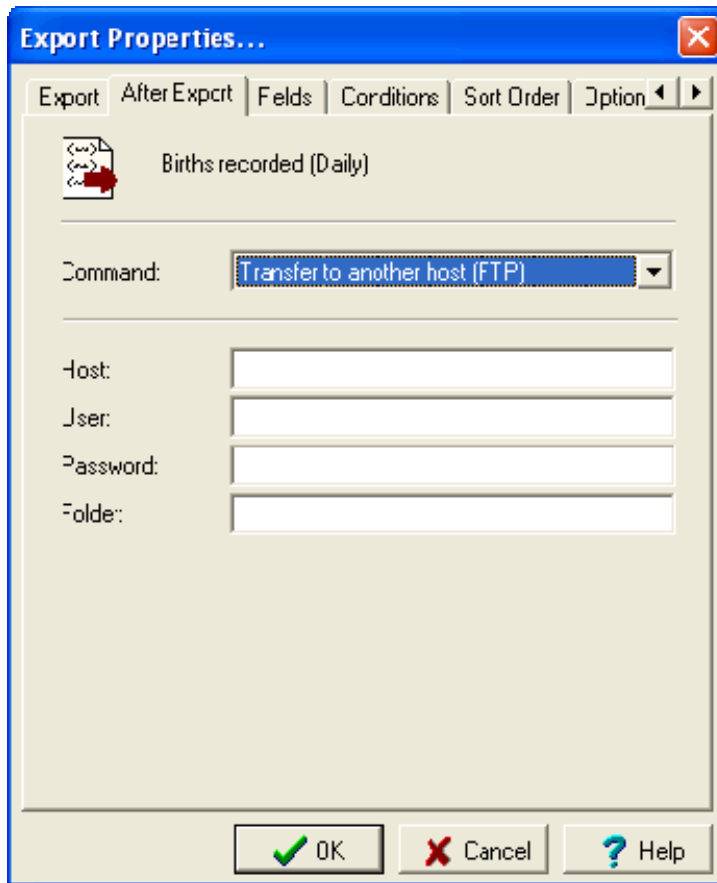 Export Properties...
Export After Export Fields Conditions Sort Order Option
Births recorded (Daily)
Command: Transfer to another host (FTP)
Host:
User:
Password:
Folder:
OK Cancel Help